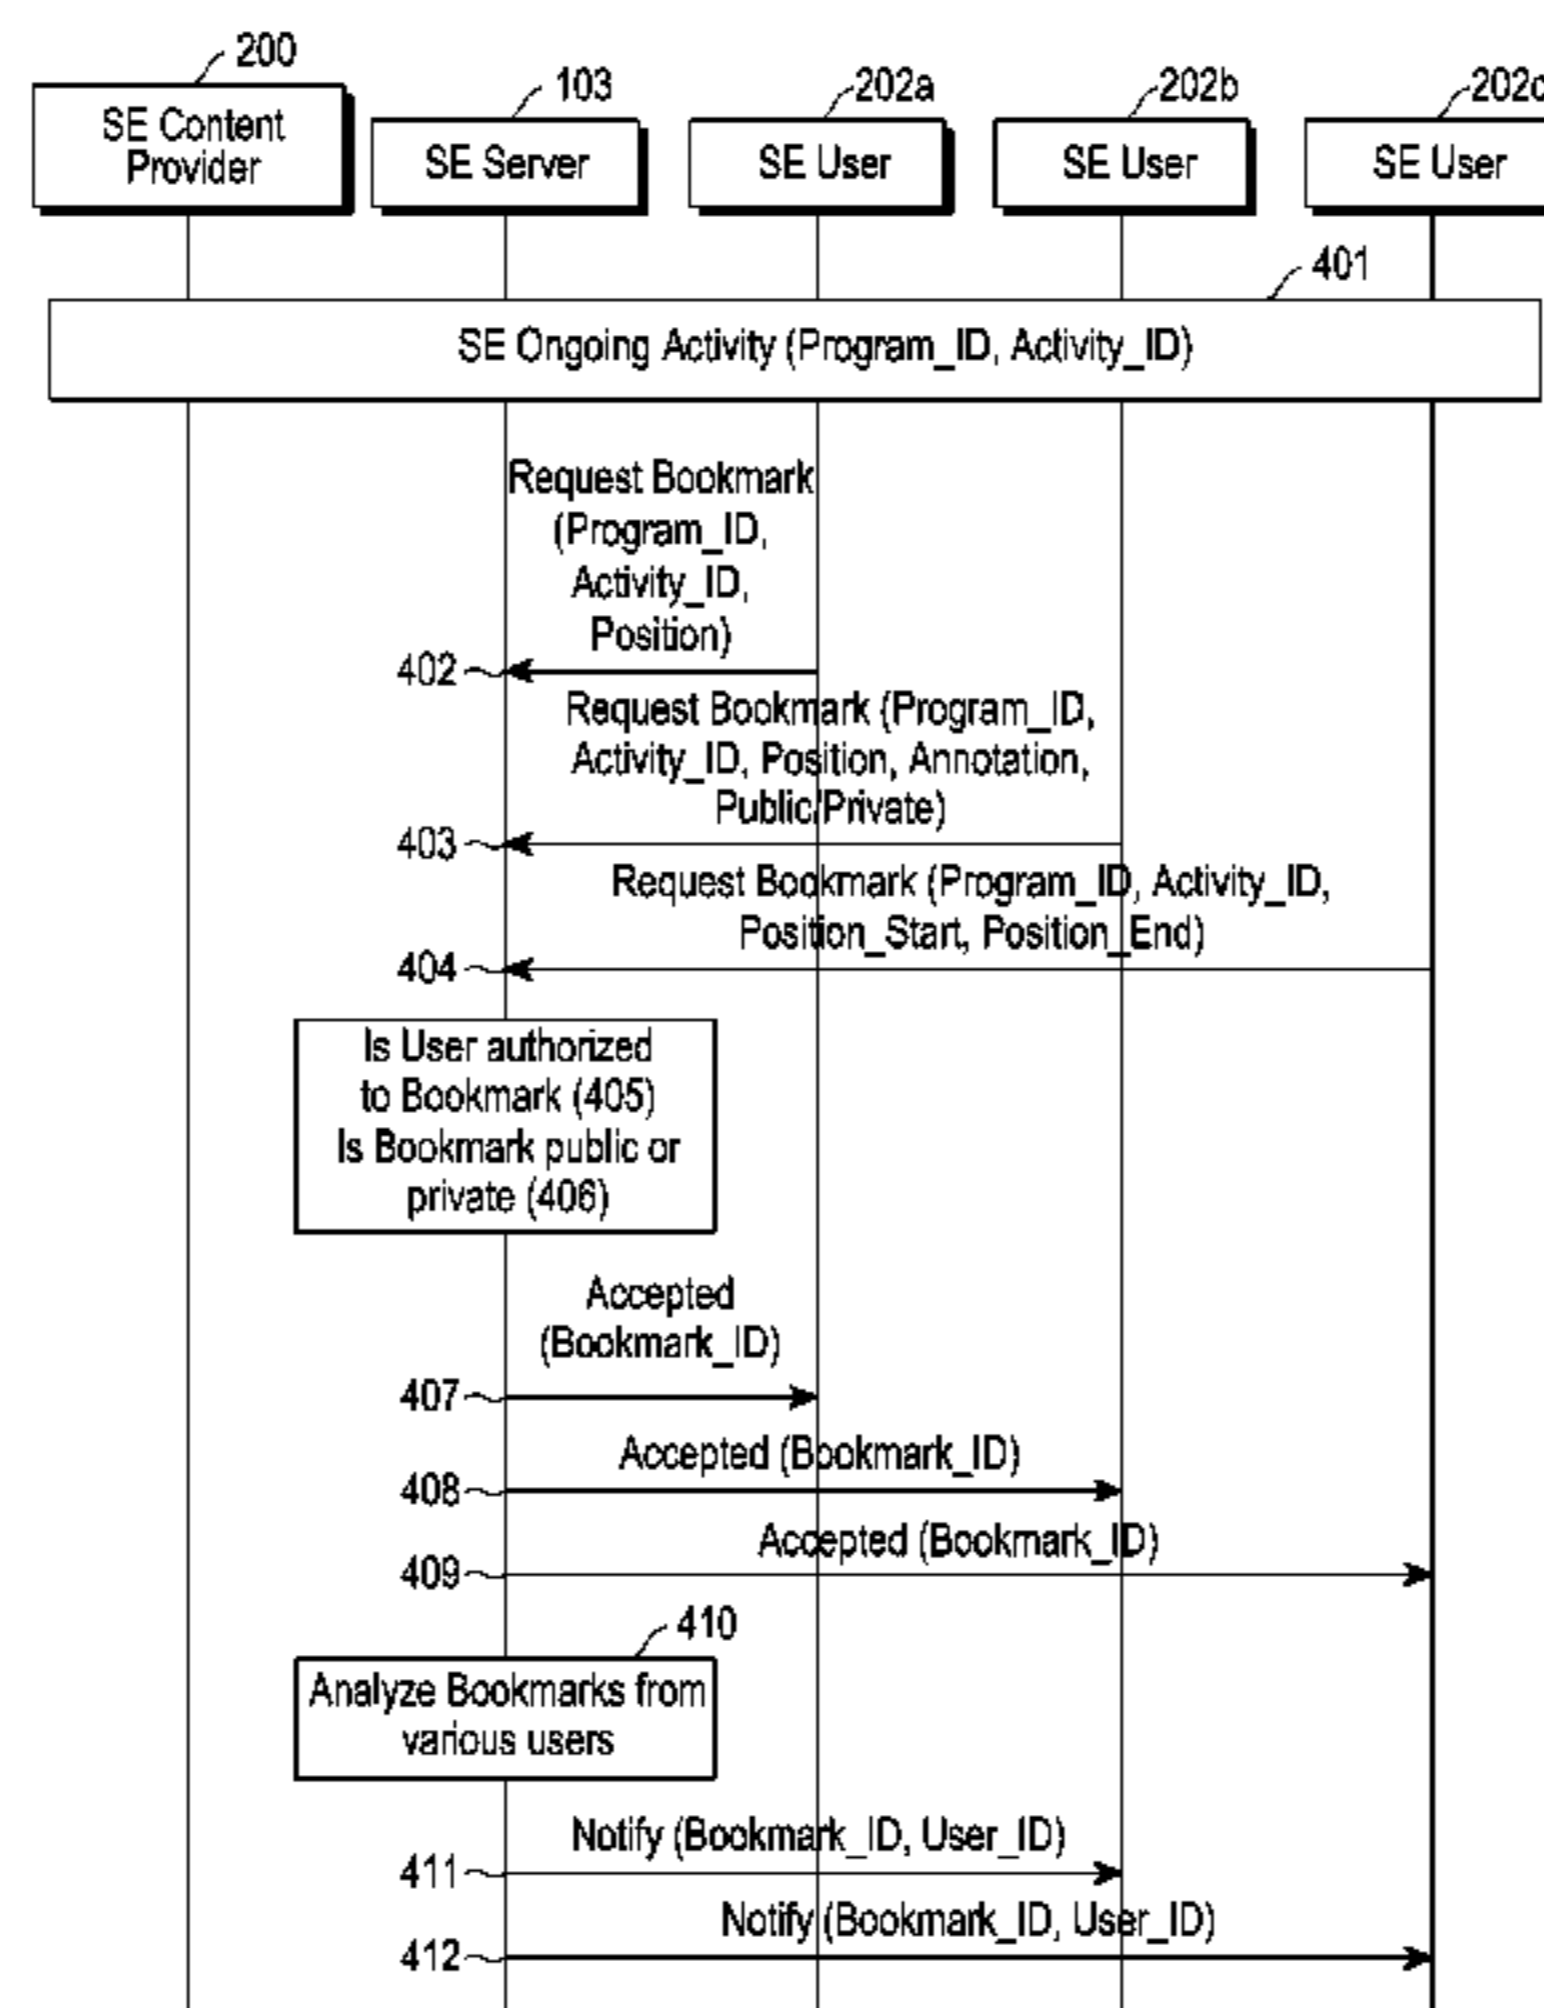 200
103
202a
202b
202c
SE Content
Provider
SE Server
SE User
SE User
SE User
401
SE Ongoing Activity (Program_ID, Activity_ID)
Request Bookmark
(Program_ID,
Activity_ID,
Position)
402
Request Bookmark (Program_ID,
Activity_ID, Position, Annotation,
Public/Private)
403
Request Bookmark (Program_ID, Activity_ID,
Position_Start, Position_End)
404
Is User authorized
to Bookmark (405)
Is Bookmark public or
private (406)
Accepted
(Bookmark_ID)
407
Accepted (Bookmark_ID)
408
Accepted (Bookmark_ID)
409
410
Analyze Bookmarks from
various users
Notify (Bookmark_ID, User_ID)
411
Notify (Bookmark_ID, User_ID)
412